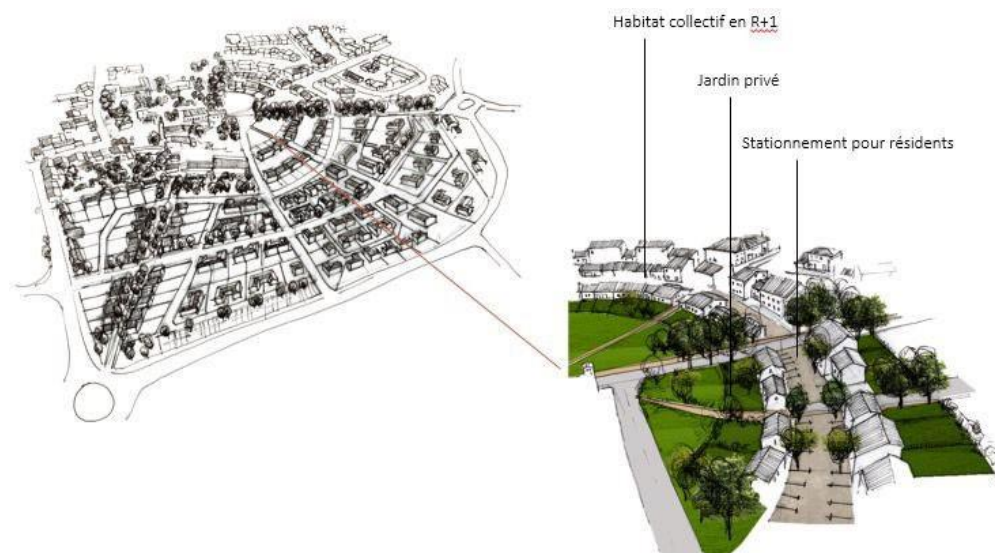 Habitat collectif en R+1
Jardin privé
Stationnement pour résidents